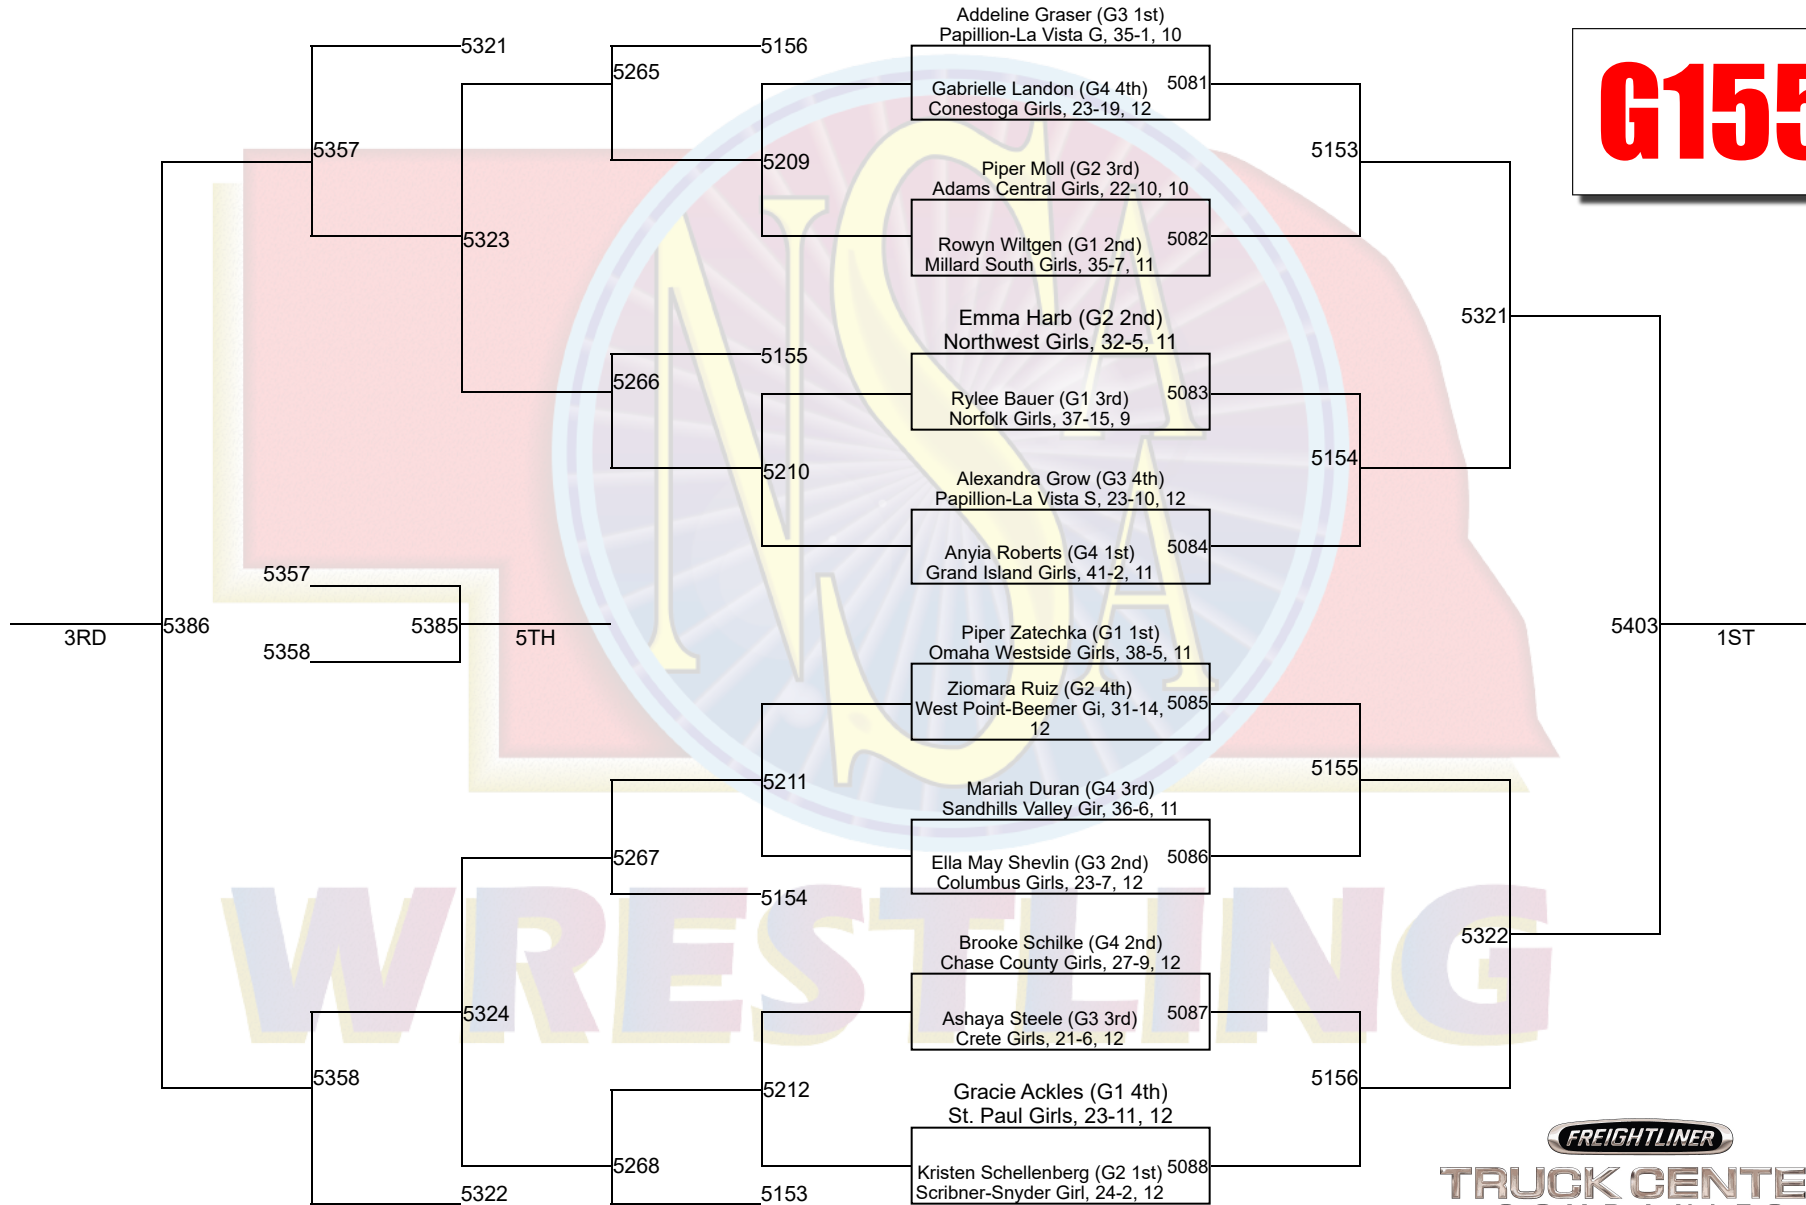 Addeline Graser (G3 1st)
Papillion-La Vista G, 35-1, 10
Gabrielle Landon (G4 4th)
Conestoga Girls, 23-19, 12
5081
Piper Moll (G2 3rd)
Adams Central Girls, 22-10, 10
Rowyn Wiltgen (G1 2nd)
Millard South Girls, 35-7, 11
5082
Emma Harb (G2 2nd)
Northwest Girls, 32-5, 11
Rylee Bauer (G1 3rd)
Norfolk Girls, 37-15, 9
5083
Alexandra Grow (G3 4th)
Papillion-La Vista S, 23-10, 12
Anyia Roberts (G4 1st)
Grand Island Girls, 41-2, 11
5084
Piper Zatechka (G1 1st)
Omaha Westside Girls, 38-5, 11
Ziomara Ruiz (G2 4th)
West Point-Beemer Gi, 31-14,
12
5085
Mariah Duran (G4 3rd)
Sandhills Valley Gir, 36-6, 11
Ella May Shevlin (G3 2nd)
Columbus Girls, 23-7, 12
5086
Brooke Schilke (G4 2nd)
Chase County Girls, 27-9, 12
Ashaya Steele (G3 3rd)
Crete Girls, 21-6, 12
5087
Gracie Ackles (G1 4th)
St. Paul Girls, 23-11, 12
Kristen Schellenberg (G2 1st)
Scribner-Snyder Girl, 24-2, 12
5088
5153
5154
5155
5156
5321
5322
5403
1ST
5156
5209
5155
5210
5211
5154
5212
5153
5265
5266
5267
5268
5321
5323
5324
5322
5357
5358
5386
3RD
5357
5358
5385
5TH
G155
NSAA
WRESTLING
FREIGHTLINER
TRUCK CENTE